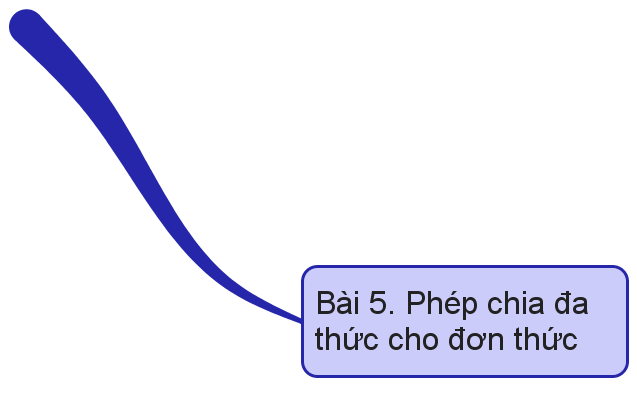 Bài 5. Phép chia đa
thức cho đơn thức